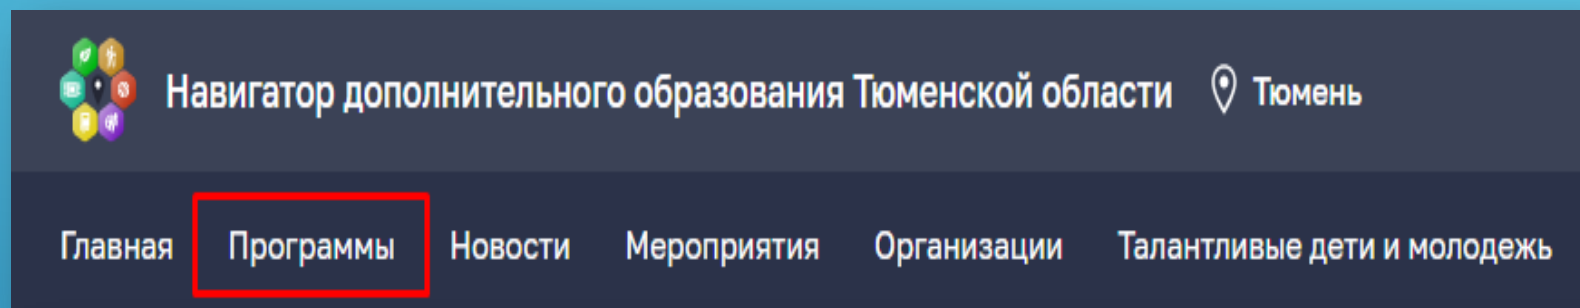 Навигатор дополнительного образования Тюменской области Тюмень
Главная Программы Новости Мероприятия Организации Талантливые дети и молодежь